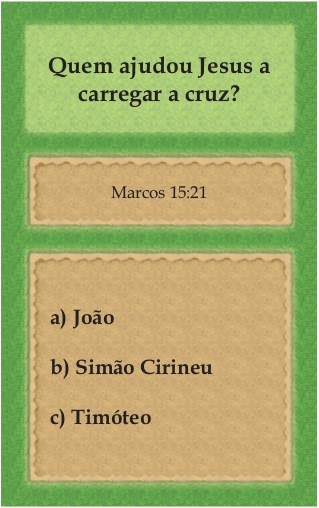 Quem ajudou Jesus a
carregar a cruz?
Marcos 15:21
a) João
b) Simão Cirineu
c) Timóteo